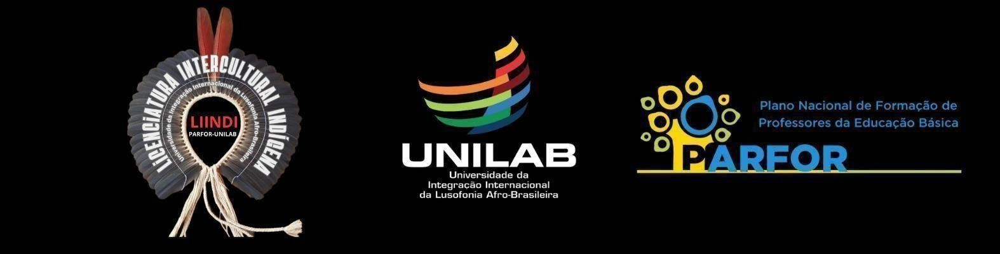 LICENCIATURA INTERCULTURAL INDÍGENA
Universidade da Integração Internacional da Lusofonia Afro-Brasileira
LIINDI
PARFOR-UNILAB
UNILAB
Universidade da
Integração Internacional
da Lusofonia Afro-Brasileira
Plano Nacional de Formação de
Professores da Educação Básica
PARFOR